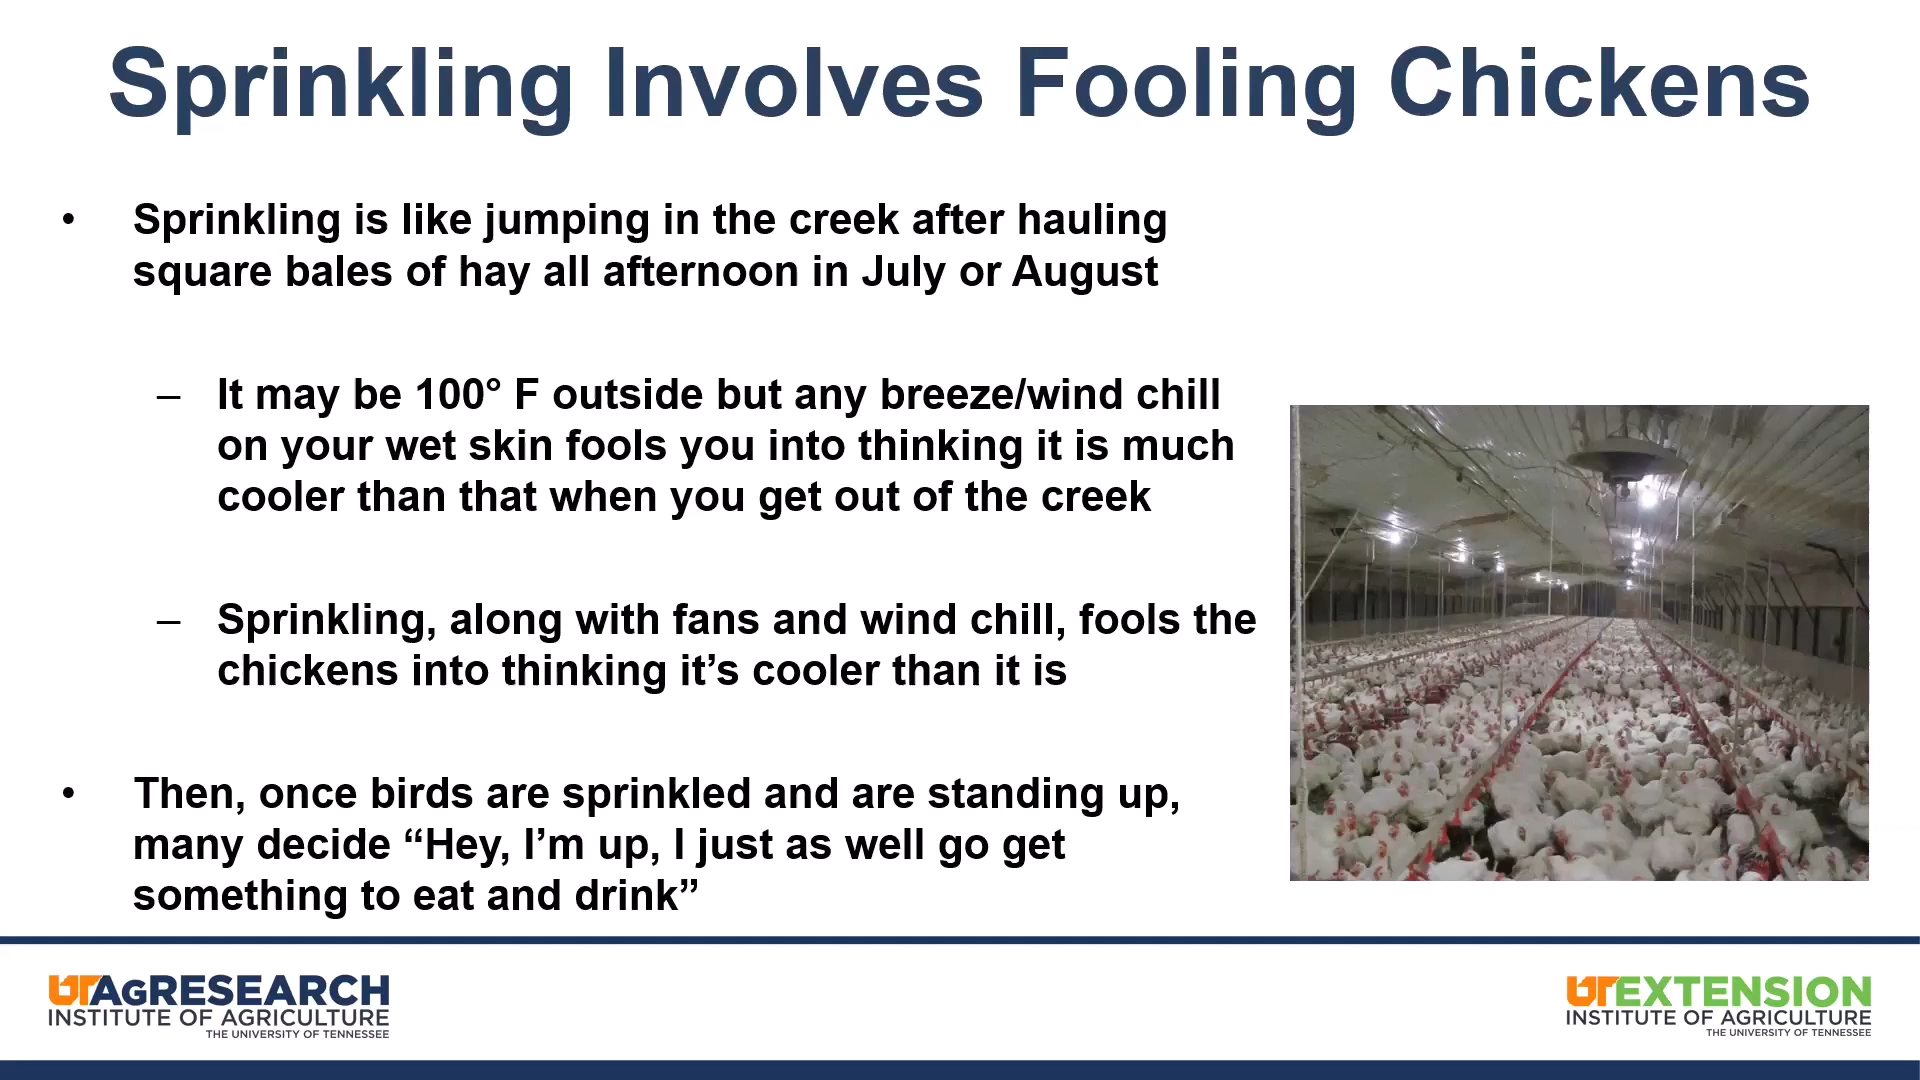 Sprinkling Involves Fooling Chickens
• Sprinkling is like jumping in the creek after hauling
square bales of hay all afternoon in July or August
– It may be 100° F outside but any breeze/wind chill
on your wet skin fools you into thinking it is much
cooler than that when you get out of the creek
– Sprinkling, along with fans and wind chill, fools the
chickens into thinking it’s cooler than it is
• Then, once birds are sprinkled and are standing up,
many decide “Hey, I’m up, I just as well go get
something to eat and drink”
UTAGRESEARCH
INSTITUTE OF AGRICULTURE
THE UNIVERSITY OF TENNESSEE
UTEXTENSION
INSTITUTE OF AGRICULTURE
THE UNIVERSITY OF TENNESSEE